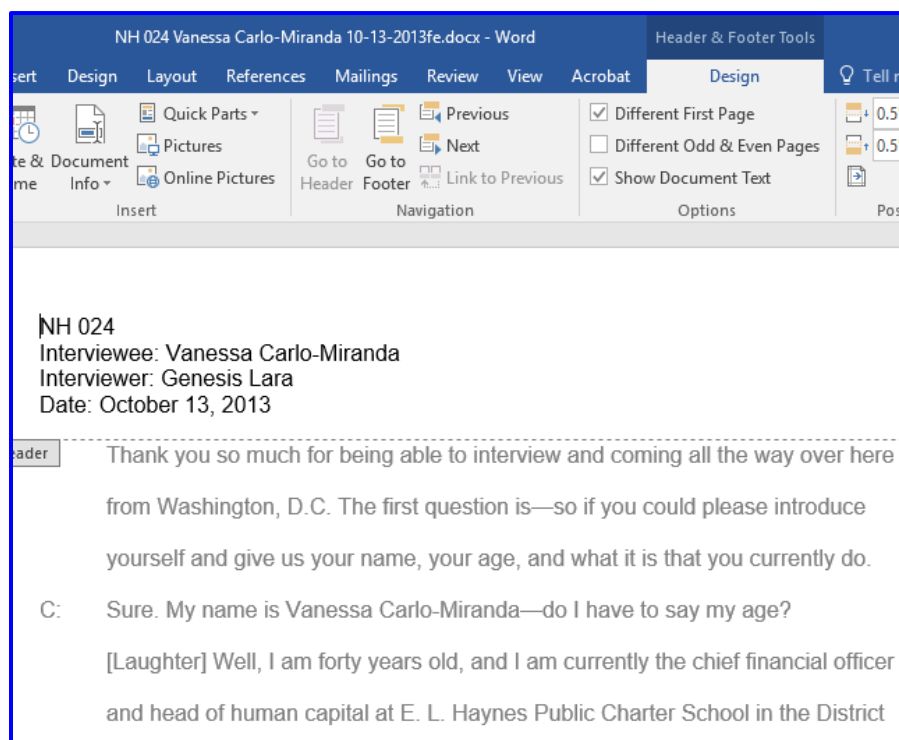 NH 024 Vanessa Carlo-Miranda 10-13-2013fe.docx - Word
Header & Footer Tools
Design
Layout
References
Mailings
Review
View
Acrobat
Design
Tell
Quick Parts
Previous
Different First Page
0.5
Pictures
Next
Different Odd & Even Pages
0.5
Document
Info
Go to
Header
Go to
Footer
Online Pictures
Link to Previous
Show Document Text
Insert
Navigation
Options
NH 024
Interviewee: Vanessa Carlo-Miranda
Interviewer: Genesis Lara
Date: October 13, 2013
Thank you so much for being able to interview and coming all the way over here
from Washington, D.C. The first question is—so if you could please introduce
yourself and give us your name, your age, and what it is that you currently do.
C: Sure. My name is Vanessa Carlo-Miranda—do I have to say my age?
[Laughter] Well, I am forty years old, and I am currently the chief financial officer
and head of human capital at E. L. Haynes Public Charter School in the District